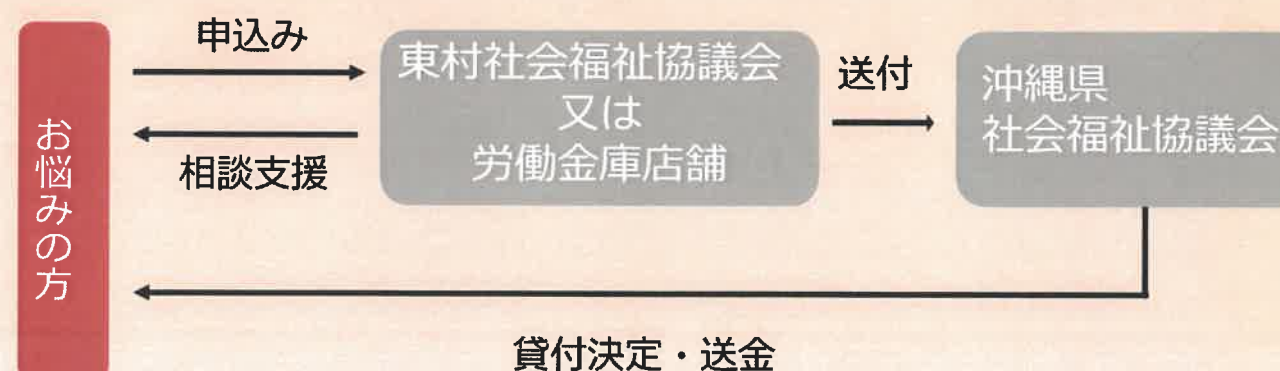 お悩みの方
申込み
相談支援
東村社会福祉協議会
又は
労働金庫店舗
送付
沖縄県
社会福祉協議会
貸付決定・送金